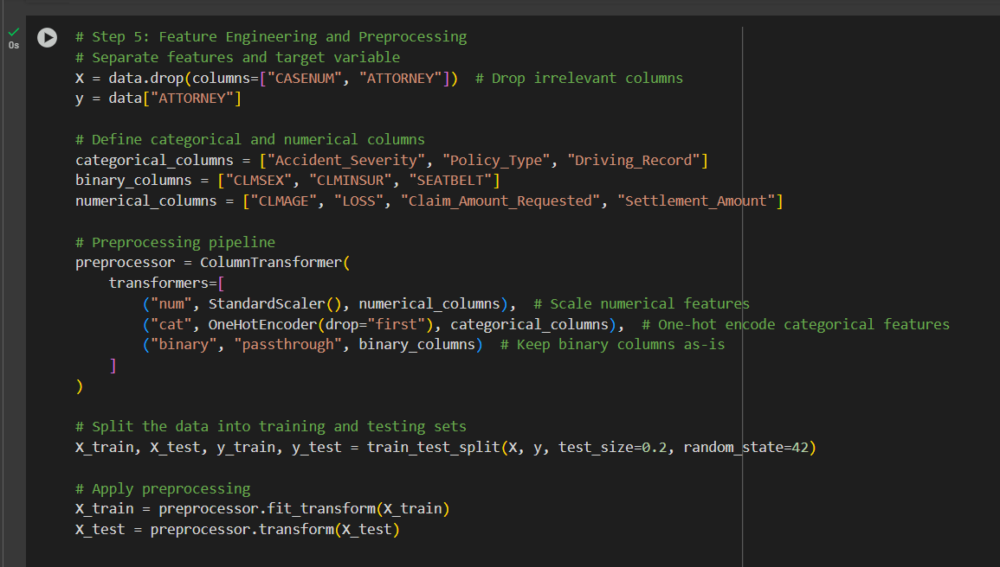 0s
# Step 5: Feature Engineering and Preprocessing
# Separate features and target variable
X = data.drop(columns=["CASENUM", "ATTORNEY"])  # Drop irrelevant columns
y = data["ATTORNEY"]

# Define categorical and numerical columns
categorical_columns = ["Accident_Severity", "Policy_Type", "Driving_Record"]
binary_columns = ["CLMSEX", "CLMINSUR", "SEATBELT"]
numerical_columns = ["CLMAGE", "LOSS", "Claim_Amount_Requested", "Settlement_Amount"]

# Preprocessing pipeline
preprocessor = ColumnTransformer(
    transformers=[
        ("num", StandardScaler(), numerical_columns),  # Scale numerical features
        ("cat", OneHotEncoder(drop="first"), categorical_columns),  # One-hot encode categorical features
        ("binary", "passthrough", binary_columns)  # Keep binary columns as-is
    ]
)

# Split the data into training and testing sets
X_train, X_test, y_train, y_test = train_test_split(X, y, test_size=0.2, random_state=42)

# Apply preprocessing
X_train = preprocessor.fit_transform(X_train)
X_test = preprocessor.transform(X_test)